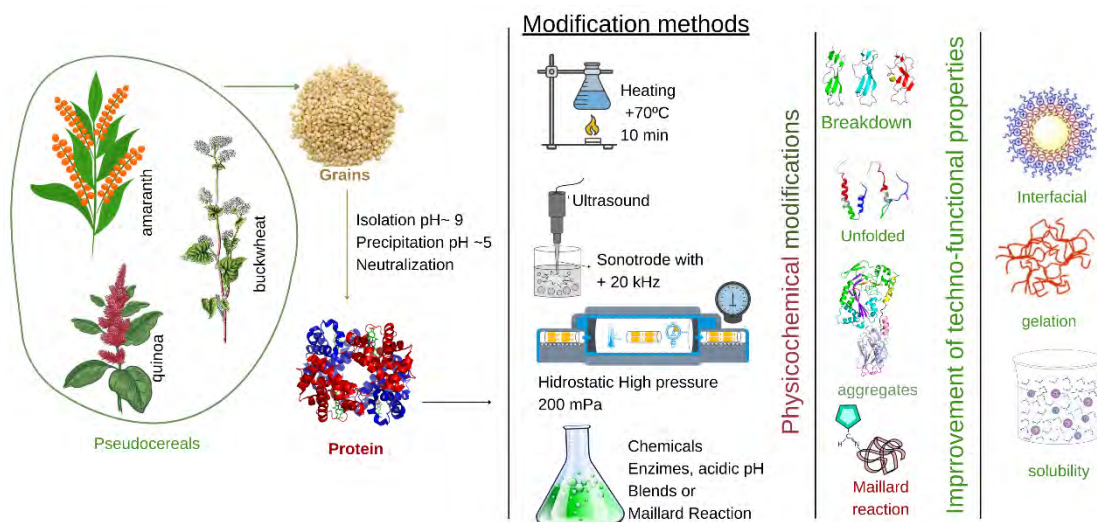 Modification methods
amaranth
buckwheat
quinoa
Pseudocereals
Grains
Isolation pH~ 9
Precipitation pH ~5
Neutralization
Protein
Heating
+70ºC
10 min
Ultrasound
Sonotrode with
+ 20 kHz
Hidrostatic High pressure
200 mPa
Chemicals
Enzimes, acidic pH
Blends or
Maillard Reaction
Physicochemical modifications
Breakdown
Unfolded
aggregates
Maillard
reaction
Imprrovement of techno-functional properties
Interfacial
gelation
solubility